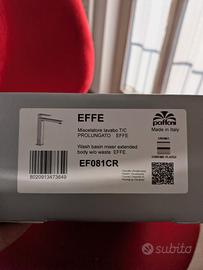 EFFE
Miscelatore lavabo T/C
PROLUNGATO EFFE
Wash basin mixer extended
body w/o waste EFFE
EF081CR
8020913473649
paffoni
Made in Italy
subito